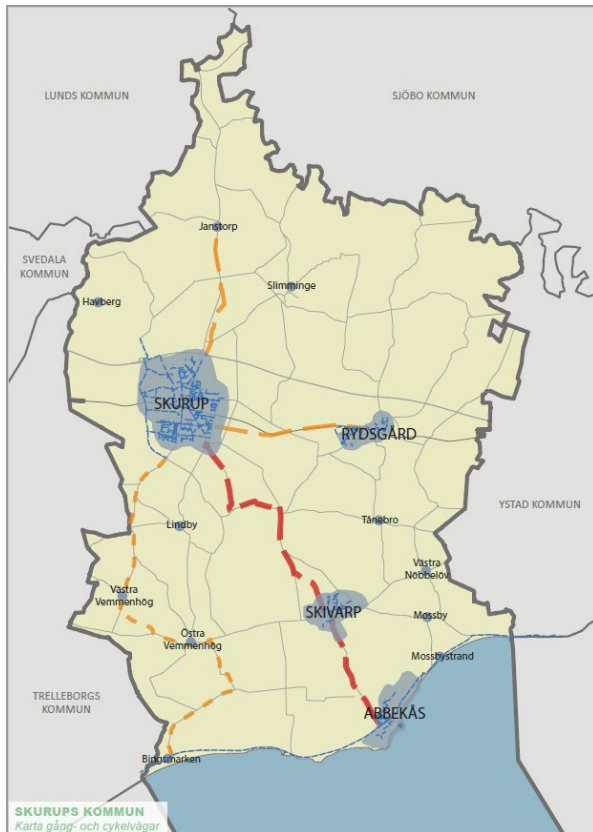 LUNDS KOMMUN
SJÖBO KOMMUN
Janstorp
SVEDALA
KOMMUN
Slimminge
Havberg
SKURUP
RYDSGÅRD
YSTAD KOMMUN
Lindby
Tånebro
Västra
Nöbbelöv
Västra
Vemmenhög
SKIVARP
Mossby
Östra
Vemmenhög
Mossbystrand
TRELLEBORGS
KOMMUN
ABBEKÅS
Bingsmarken
SKURUPS KOMMUN
Karta gång- och cykelvägar